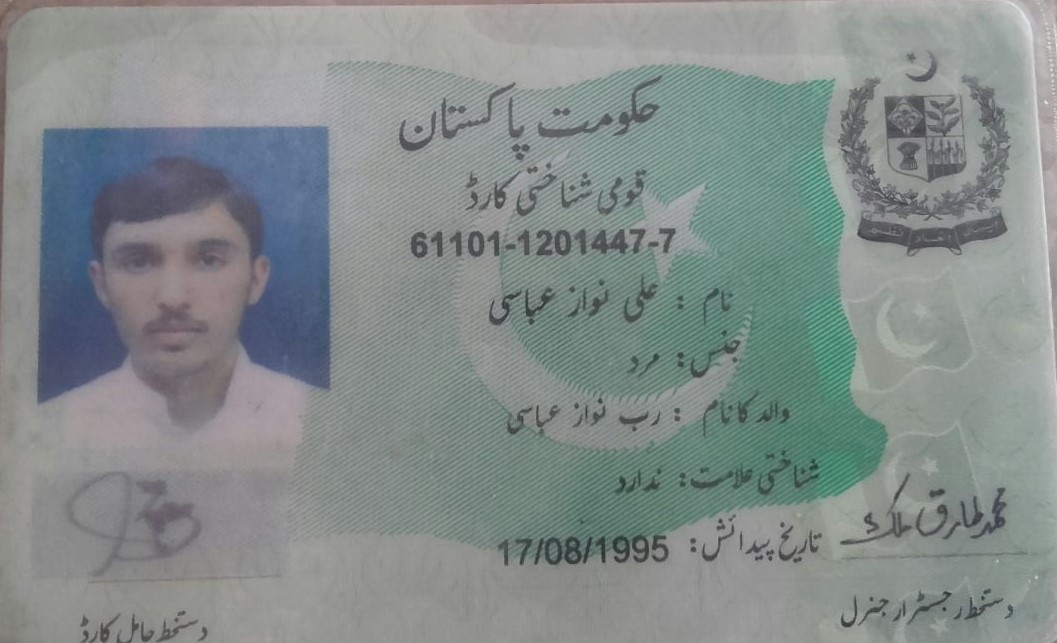 حکومت پاکستان
قومی شناختی کارڈ
61101-1201447-7
نام : علی نواز عباسی
جنس: مرد
والد کا نام : رب نواز عباسی
شناختی علامت: ندارد
تاریخ پیدائش: 17/08/1995
محمد طارق ملک
دستخط رجسٹرار جنرل
دستخط حامل کارڈ